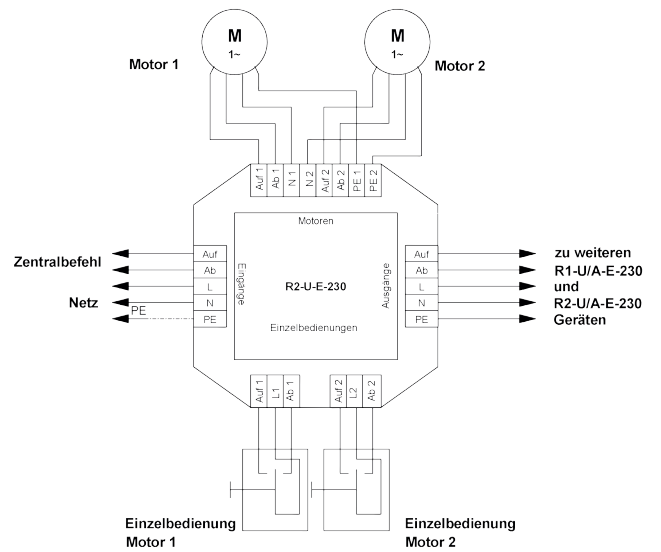 M
1~
Motor 1
M
1~
Motor 2
Auf 1
Ab 1
N 1
N 2
Auf 2
Ab 2
PE 1
PE 2
Motoren
Zentralbefehl
Netz
PE
Auf
Ab
L
N
PE
Eingänge
R2-U-E-230
Ausgänge
Einzelbedienungen
Auf
Ab
L
N
PE
zu weiteren
R1-U/A-E-230
und
R2-U/A-E-230
Geräten
Auf 1
L1
Ab 1
Auf 2
L2
Ab 2
Einzelbedienung
Motor 1
Einzelbedienung
Motor 2